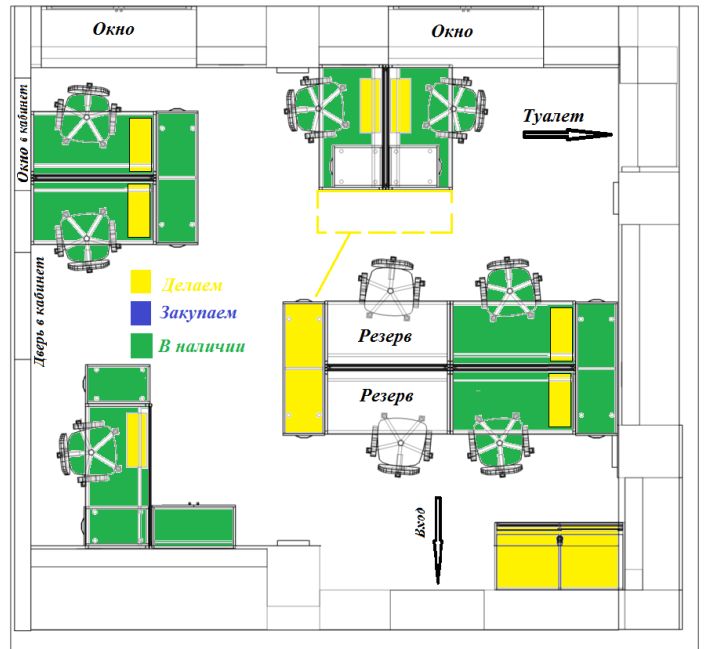 Окно
Окно
Окно в кабинет
Туалет
Дверь в кабинет
Делаем
Закупаем
В наличии
Резерв
Резерв
Вход